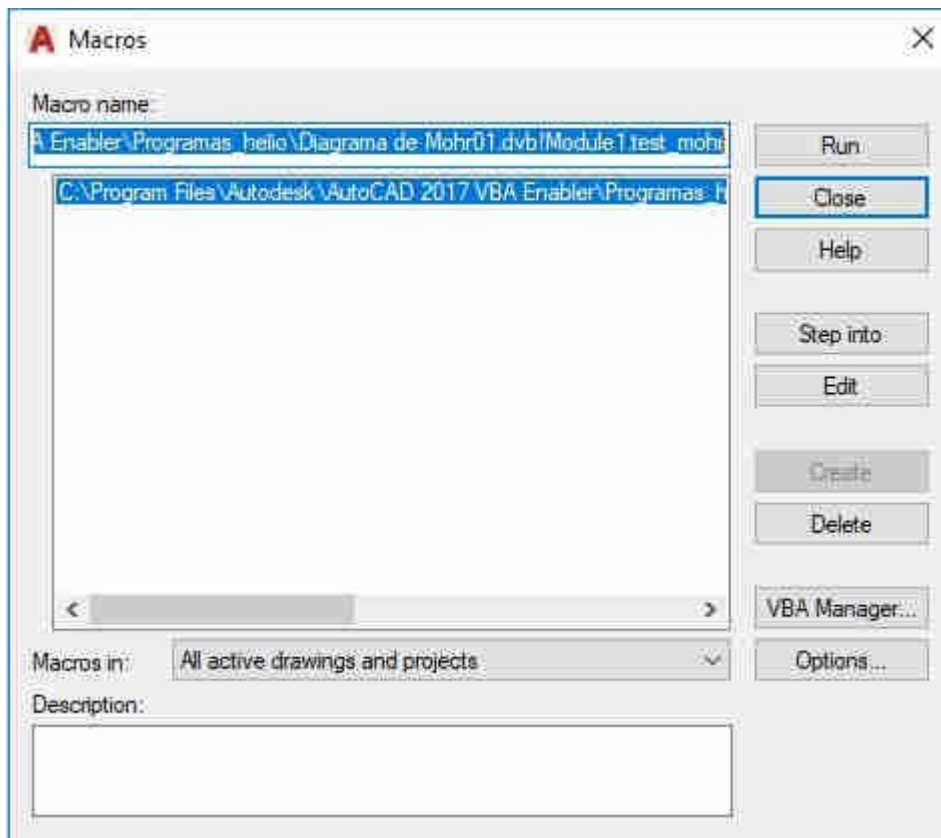 Macros
Macro name:
A Enabler\Programas_helio\Diagrama de Mohr01.dvb!Module1.test_mohr
C:\Program Files\Autodesk\AutoCAD 2017 VBA Enabler\Programas_h
Run
Close
Help
Step into
Edit
Create
Delete
VBA Manager...
Macros in:
All active drawings and projects
Options...
Description: